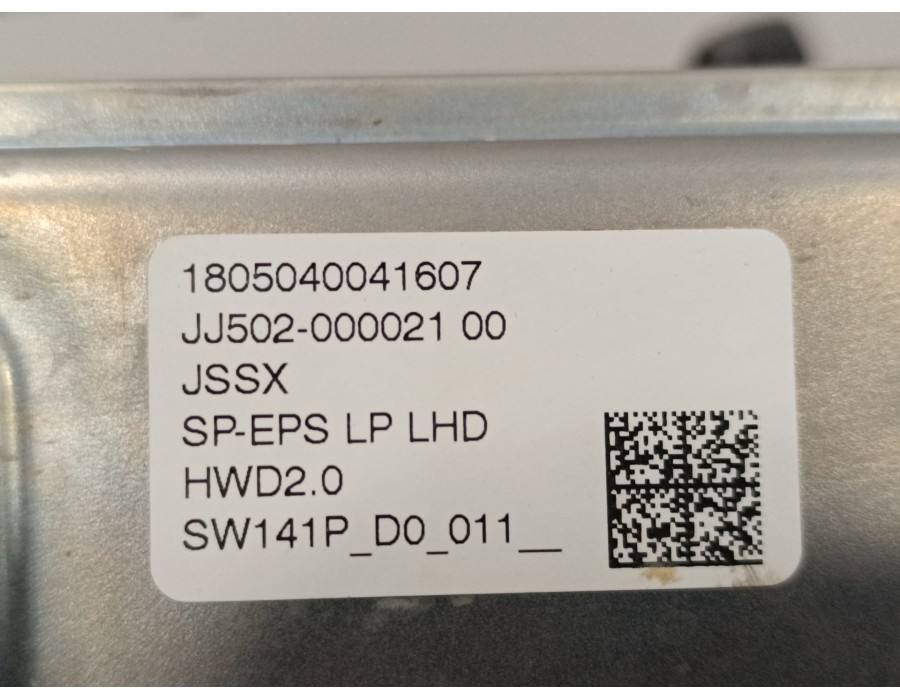 1805040041607
JJ502-000021 00
JSSX
SP-EPS LP LHD
HWD2.0
SW141P_D0_011__